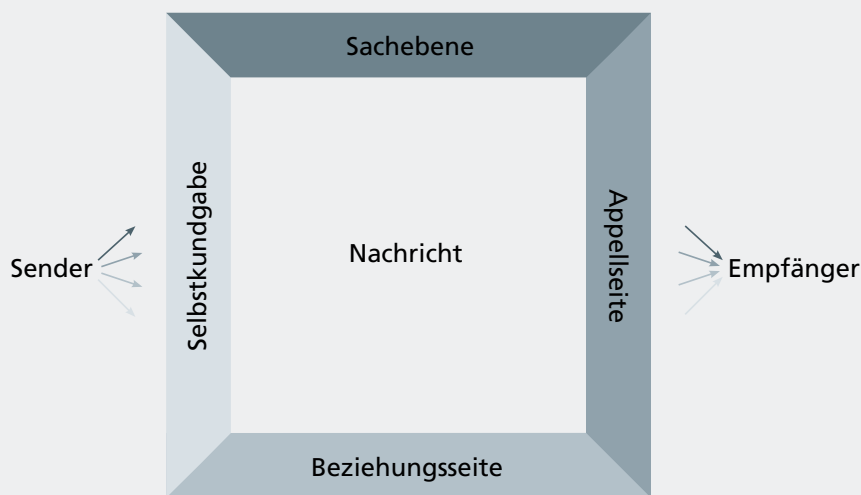 Sachebene
Selbstkundgabe
Nachricht
Appellseite
Sender
Empfänger
Beziehungsseite